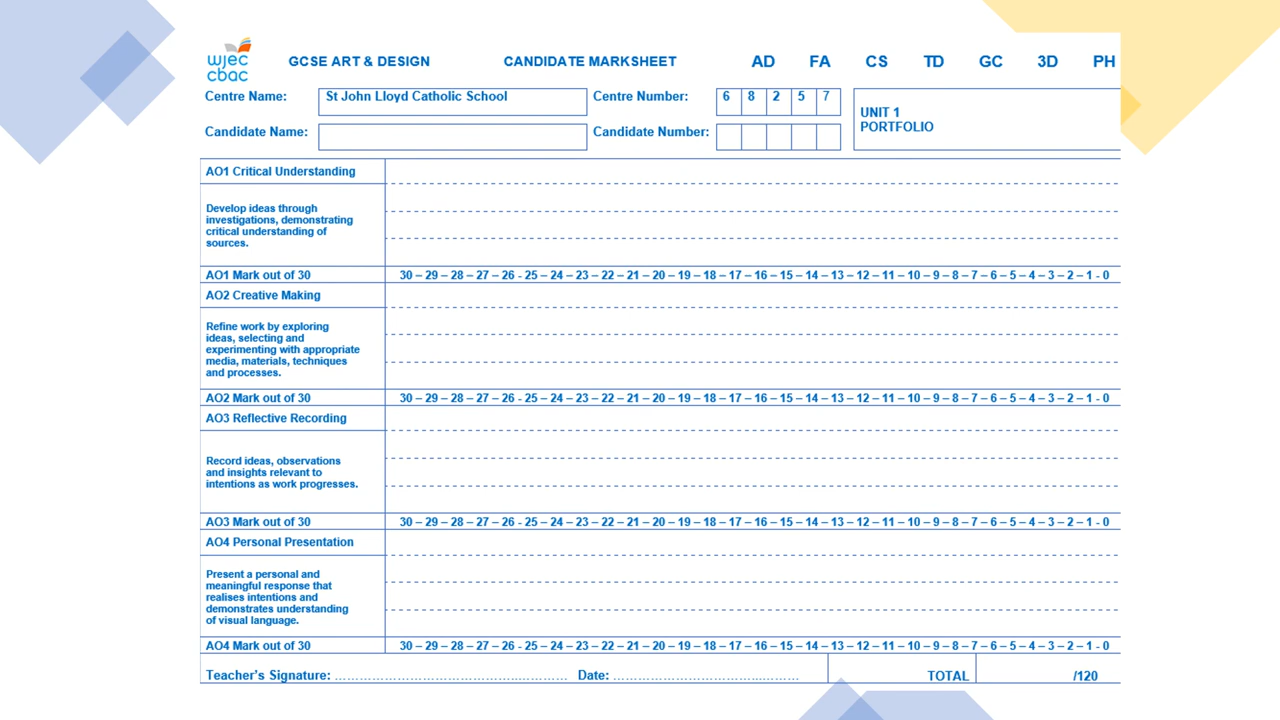 wjec
cbac
GCSE ART & DESIGN CANDIDATE MARKSHEET AD FA CS TD GC 3D PH
Centre Name: St John Lloyd Catholic School Centre Number: 6 8 2 5 7
UNIT 1
PORTFOLIO
Candidate Name: Candidate Number:
AO1 Critical Understanding
Develop ideas through
investigations, demonstrating
critical understanding of
sources.
AO1 Mark out of 30 30 – 29 – 28 – 27 – 26 - 25 – 24 – 23 – 22 – 21 – 20 – 19 – 18 – 17 – 16 – 15 – 14 – 13 – 12 – 11 – 10 – 9 – 8 – 7 – 6 – 5 – 4 – 3 – 2 – 1 - 0
AO2 Creative Making
Refine work by exploring
ideas, selecting and
experimenting with appropriate
media, materials, techniques
and processes.
AO2 Mark out of 30 30 – 29 – 28 – 27 – 26 - 25 – 24 – 23 – 22 – 21 – 20 – 19 – 18 – 17 – 16 – 15 – 14 – 13 – 12 – 11 – 10 – 9 – 8 – 7 – 6 – 5 – 4 – 3 – 2 – 1 - 0
AO3 Reflective Recording
Record ideas, observations
and insights relevant to
intentions as work progresses.
AO3 Mark out of 30 30 – 29 – 28 – 27 – 26 - 25 – 24 – 23 – 22 – 21 – 20 – 19 – 18 – 17 – 16 – 15 – 14 – 13 – 12 – 11 – 10 – 9 – 8 – 7 – 6 – 5 – 4 – 3 – 2 – 1 - 0
AO4 Personal Presentation
Present a personal and
meaningful response that
realises intentions and
demonstrates understanding
of visual language.
AO4 Mark out of 30 30 – 29 – 28 – 27 – 26 - 25 – 24 – 23 – 22 – 21 – 20 – 19 – 18 – 17 – 16 – 15 – 14 – 13 – 12 – 11 – 10 – 9 – 8 – 7 – 6 – 5 – 4 – 3 – 2 – 1 - 0
Teacher's Signature: ……………………………………………… Date: ……………………………………… TOTAL /120